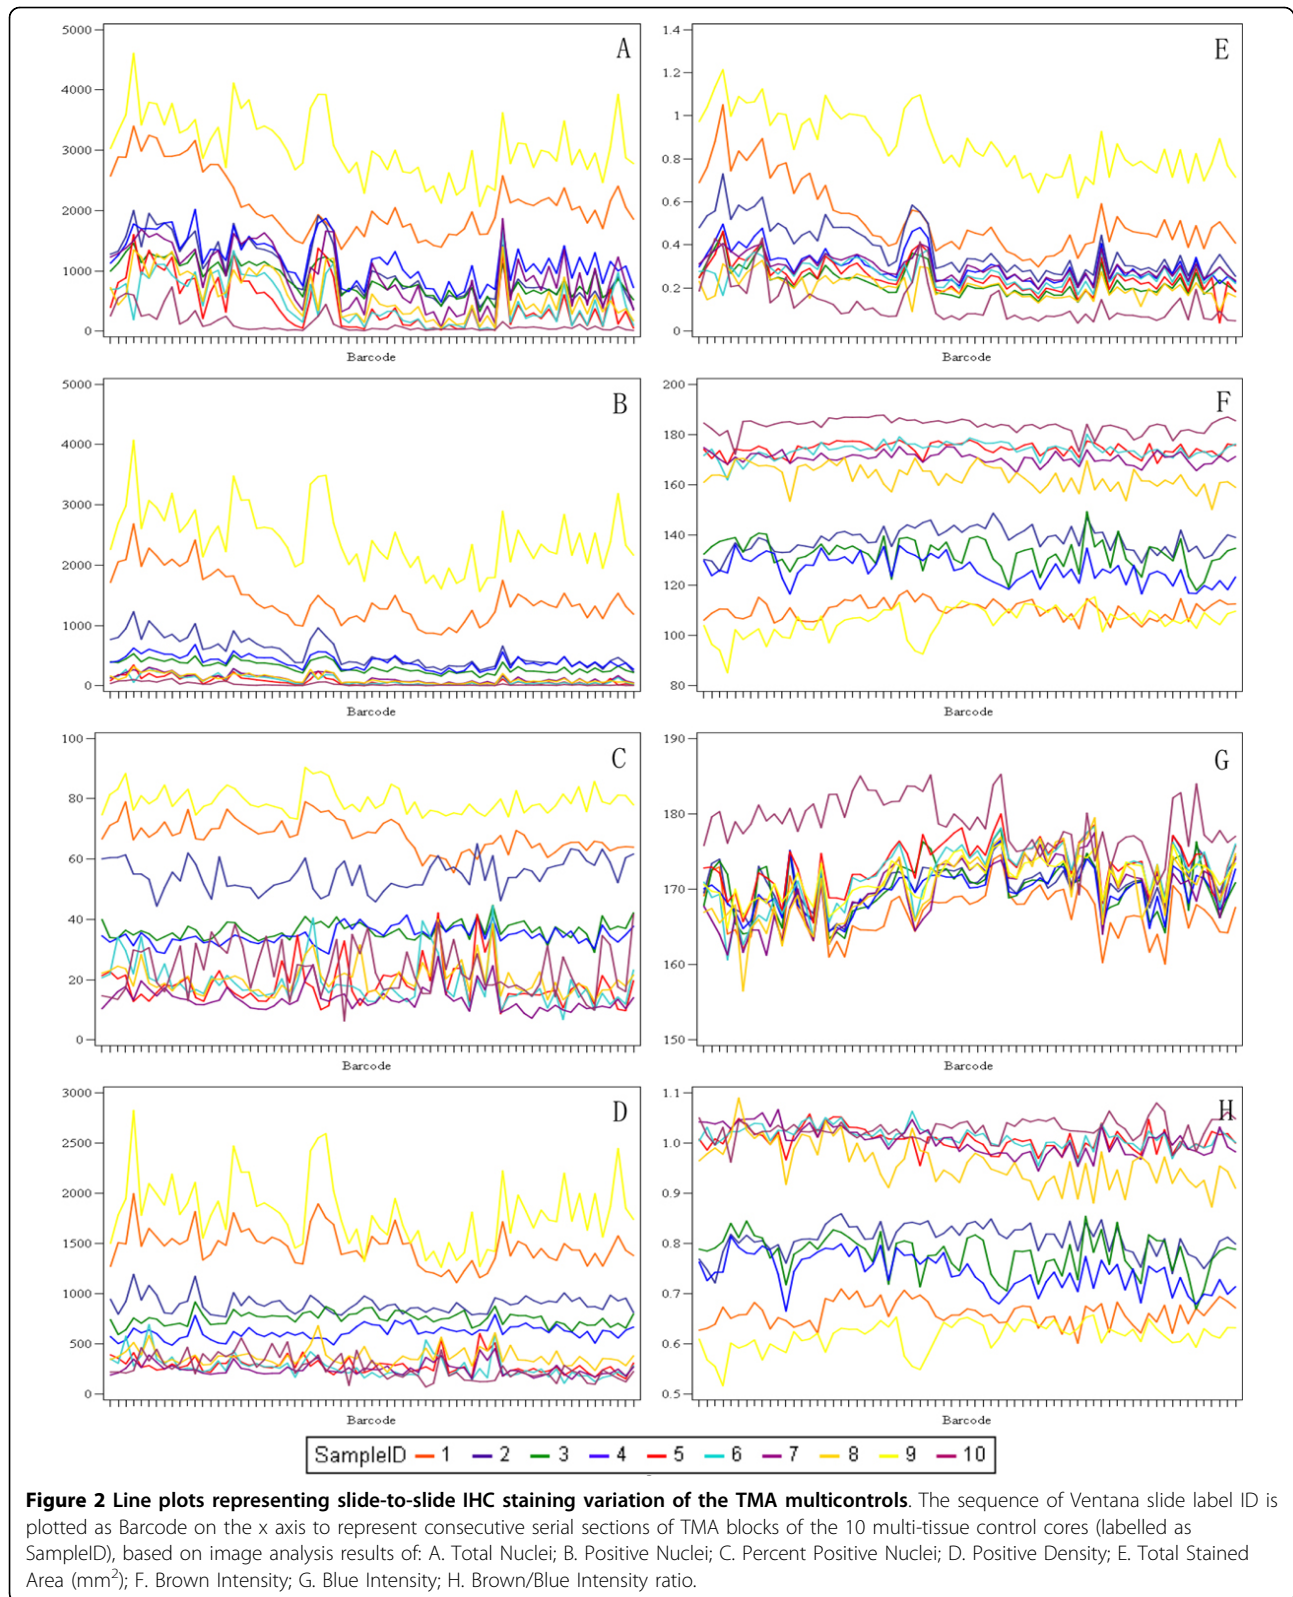 A
5000
4000
3000
2000
1000
0
Barcode
E
1.4
1.2
1
0.8
0.6
0.4
0.2
0
Barcode
B
5000
4000
3000
2000
1000
0
Barcode
F
200
180
160
140
120
100
80
Barcode
C
100
80
60
40
20
0
Barcode
G
190
180
170
160
150
Barcode
D
3000
2500
2000
1500
1000
500
0
Barcode
H
1.1
1.0
0.9
0.8
0.7
0.6
0.5
Barcode
SampleID 1 2 3 4 5 6 7 8 9 10
Figure 2 Line plots representing slide-to-slide IHC staining variation of the TMA multicontrols. The sequence of Ventana slide label ID is
plotted as Barcode on the x axis to represent consecutive serial sections of TMA blocks of the 10 multi-tissue control cores (labelled as
SampleID), based on image analysis results of: A. Total Nuclei; B. Positive Nuclei; C. Percent Positive Nuclei; D. Positive Density; E. Total Stained
Area (mm²); F. Brown Intensity; G. Blue Intensity; H. Brown/Blue Intensity ratio.